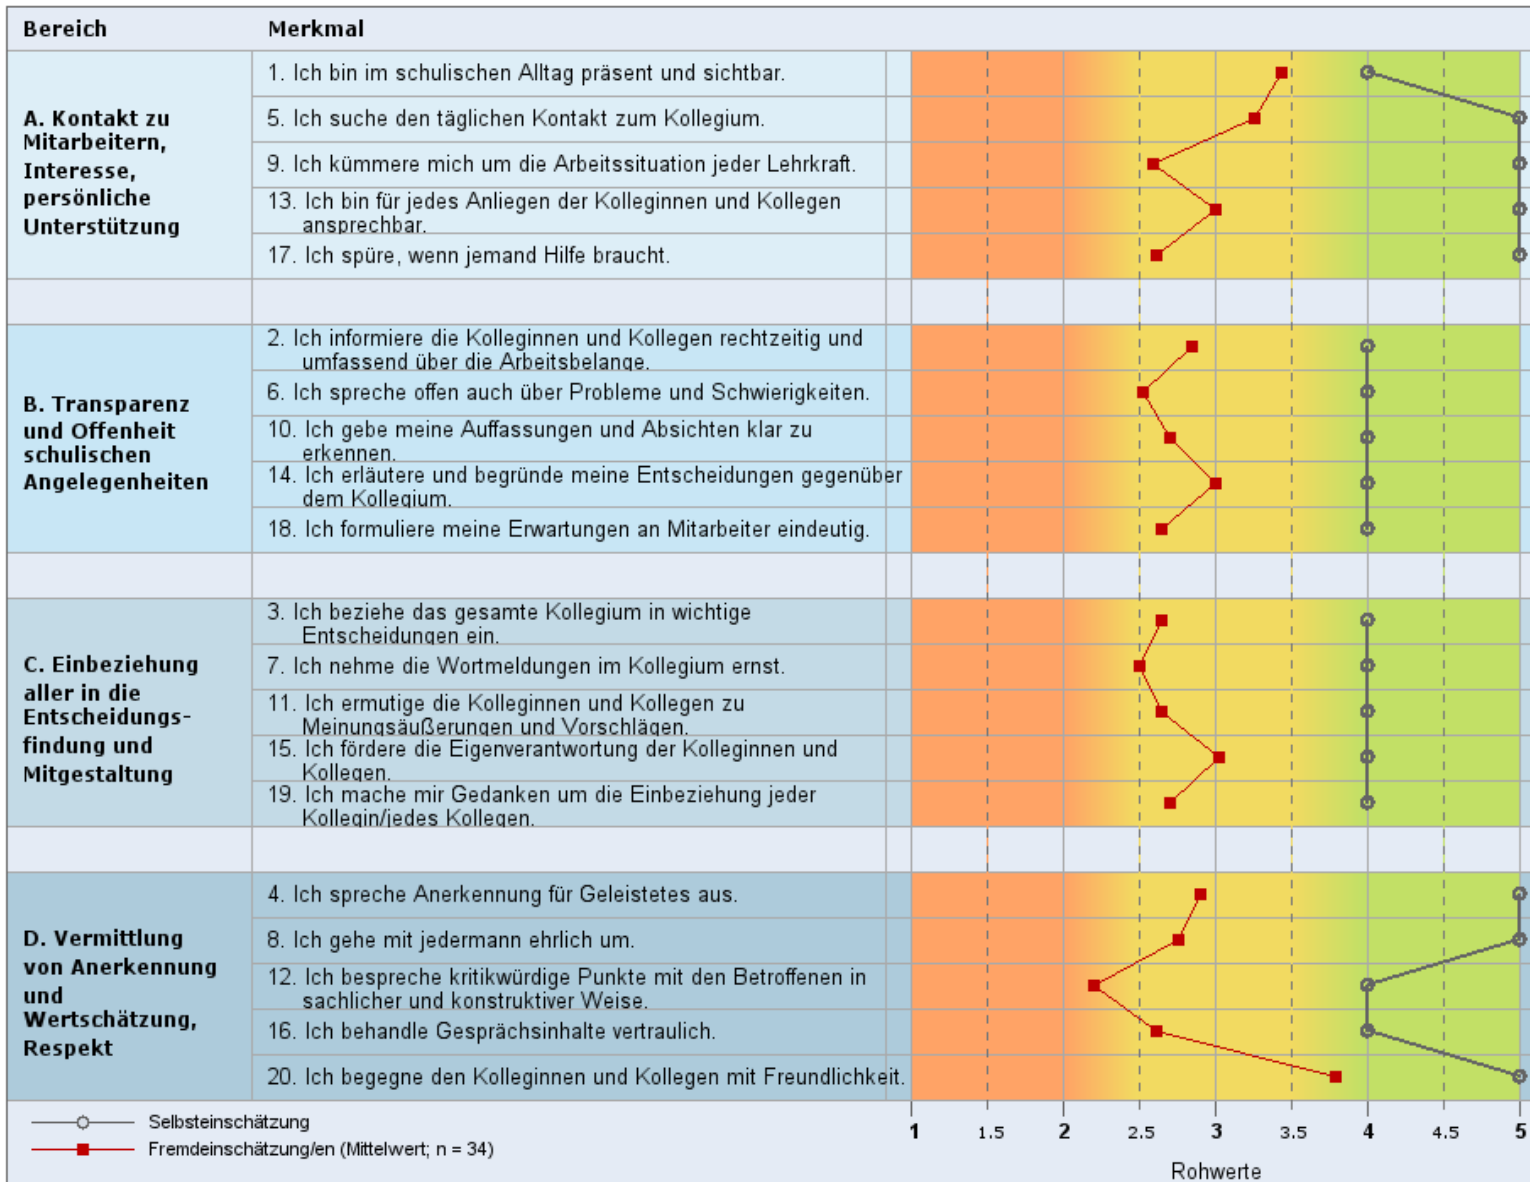 Bereich
Merkmal
A. Kontakt zu
Mitarbeitern,
Interesse,
persönliche
Unterstützung
1. Ich bin im schulischen Alltag präsent und sichtbar.
5. Ich suche den täglichen Kontakt zum Kollegium.
9. Ich kümmere mich um die Arbeitssituation jeder Lehrkraft.
13. Ich bin für jedes Anliegen der Kolleginnen und Kollegen
ansprechbar.
17. Ich spüre, wenn jemand Hilfe braucht.
B. Transparenz
und Offenheit
schulischen
Angelegenheiten
2. Ich informiere die Kolleginnen und Kollegen rechtzeitig und
umfassend über die Arbeitsbelange.
6. Ich spreche offen auch über Probleme und Schwierigkeiten.
10. Ich gebe meine Auffassungen und Absichten klar zu
erkennen.
14. Ich erläutere und begründe meine Entscheidungen gegenüber
dem Kollegium.
18. Ich formuliere meine Erwartungen an Mitarbeiter eindeutig.
C. Einbeziehung
aller in die
Entscheidungs-
findung und
Mitgestaltung
3. Ich beziehe das gesamte Kollegium in wichtige
Entscheidungen ein.
7. Ich nehme die Wortmeldungen im Kollegium ernst.
11. Ich ermutige die Kolleginnen und Kollegen zu
Meinungsäußerungen und Vorschlägen.
15. Ich fördere die Eigenverantwortung der Kolleginnen und
Kollegen.
19. Ich mache mir Gedanken um die Einbeziehung jeder
Kollegin/jedes Kollegen.
D. Vermittlung
von Anerkennung
und
Wertschätzung,
Respekt
4. Ich spreche Anerkennung für Geleistetes aus.
8. Ich gehe mit jedermann ehrlich um.
12. Ich bespreche kritikwürdige Punkte mit den Betroffenen in
sachlicher und konstruktiver Weise.
16. Ich behandle Gesprächsinhalte vertraulich.
20. Ich begegne den Kolleginnen und Kollegen mit Freundlichkeit.
Selbsteinschätzung
Fremdeinschätzung/en (Mittelwert; n = 34)
1 1.5 2 2.5 3 3.5 4 4.5 5
Rohwerte